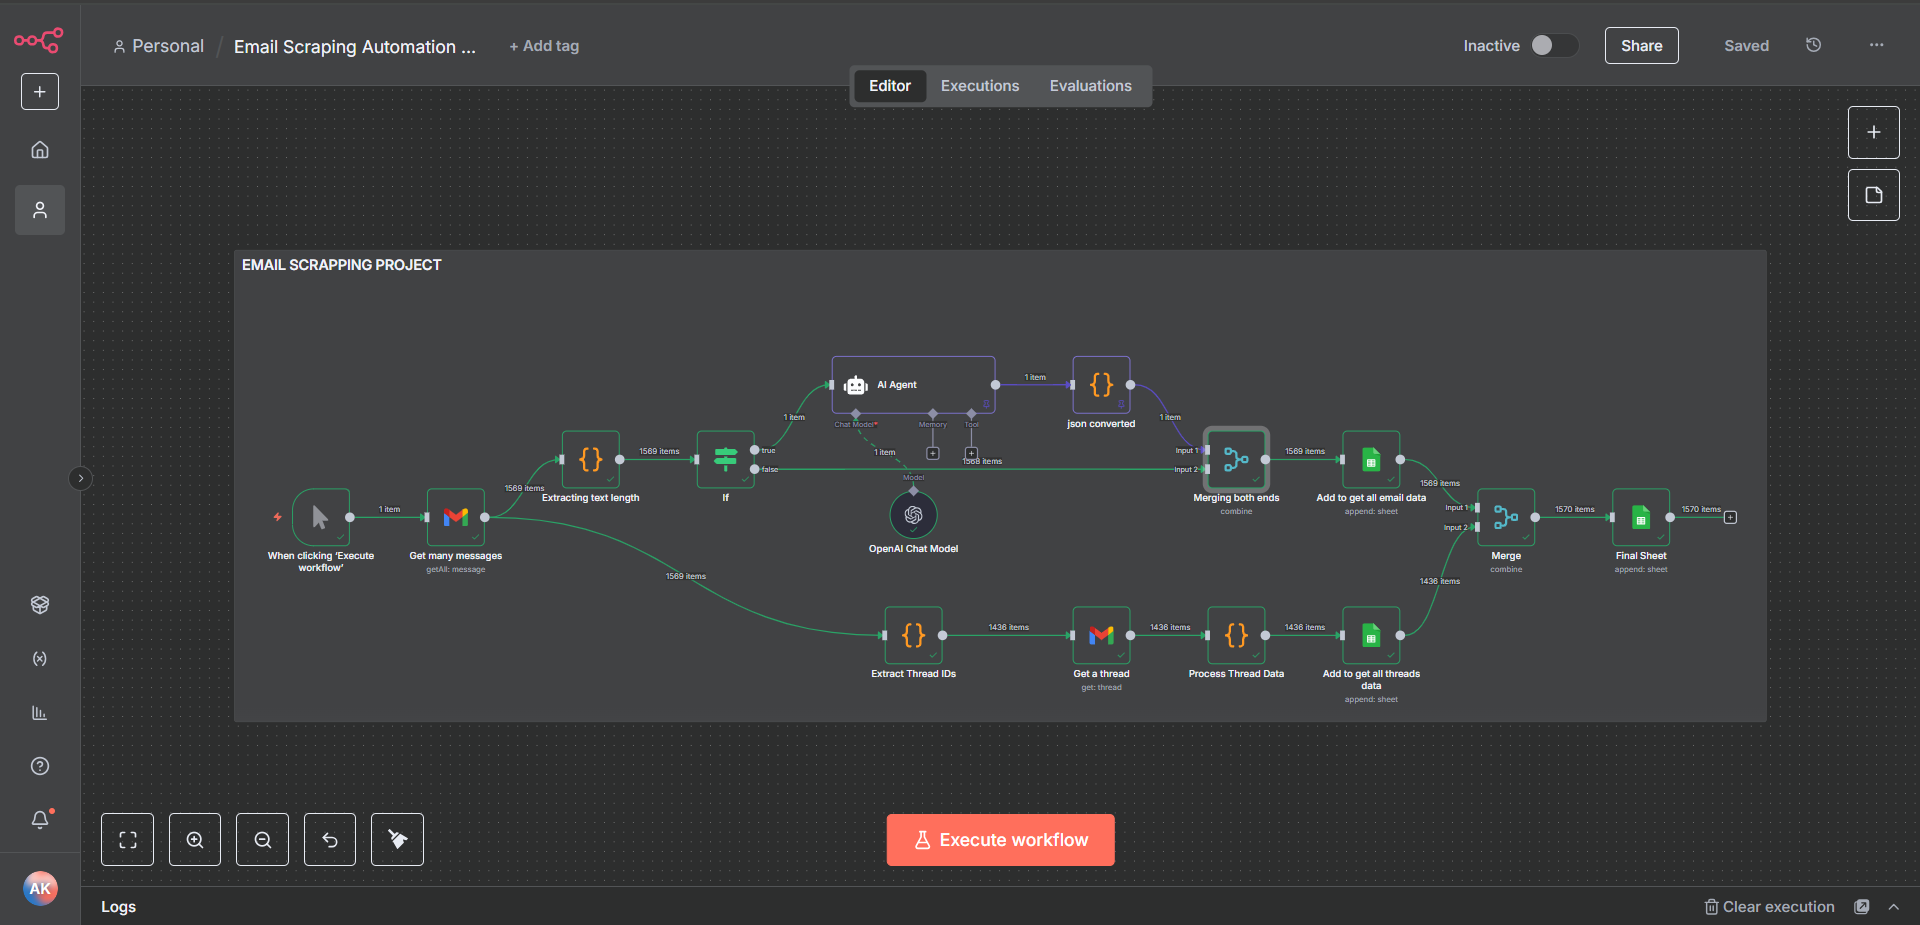 Personal / Email Scraping Automation ... + Add tag
Inactive Share Saved ...
Editor Executions Evaluations
EMAIL SCRAPPING PROJECT
When clicking ‘Execute
workflow’
1 item
Get many messages
getAll: message
1569 items
Extracting text length
1569 items
If
true
false
1 item
AI Agent
Chat Model*
Memory
Tool
1 item
Model
OpenAI Chat Model
1 item
json converted
1 item
1568 items
Input 1
Input 2
Merging both ends
combine
1569 items
Add to get all email data
append: sheet
1569 items
1569 items
Extract Thread IDs
1436 items
Get a thread
get: thread
1436 items
Process Thread Data
1436 items
Add to get all threads
data
append: sheet
1436 items
Input 1
Input 2
Merge
combine
1570 items
Final Sheet
append: sheet
1570 items
Execute workflow
AK
Logs
Clear execution